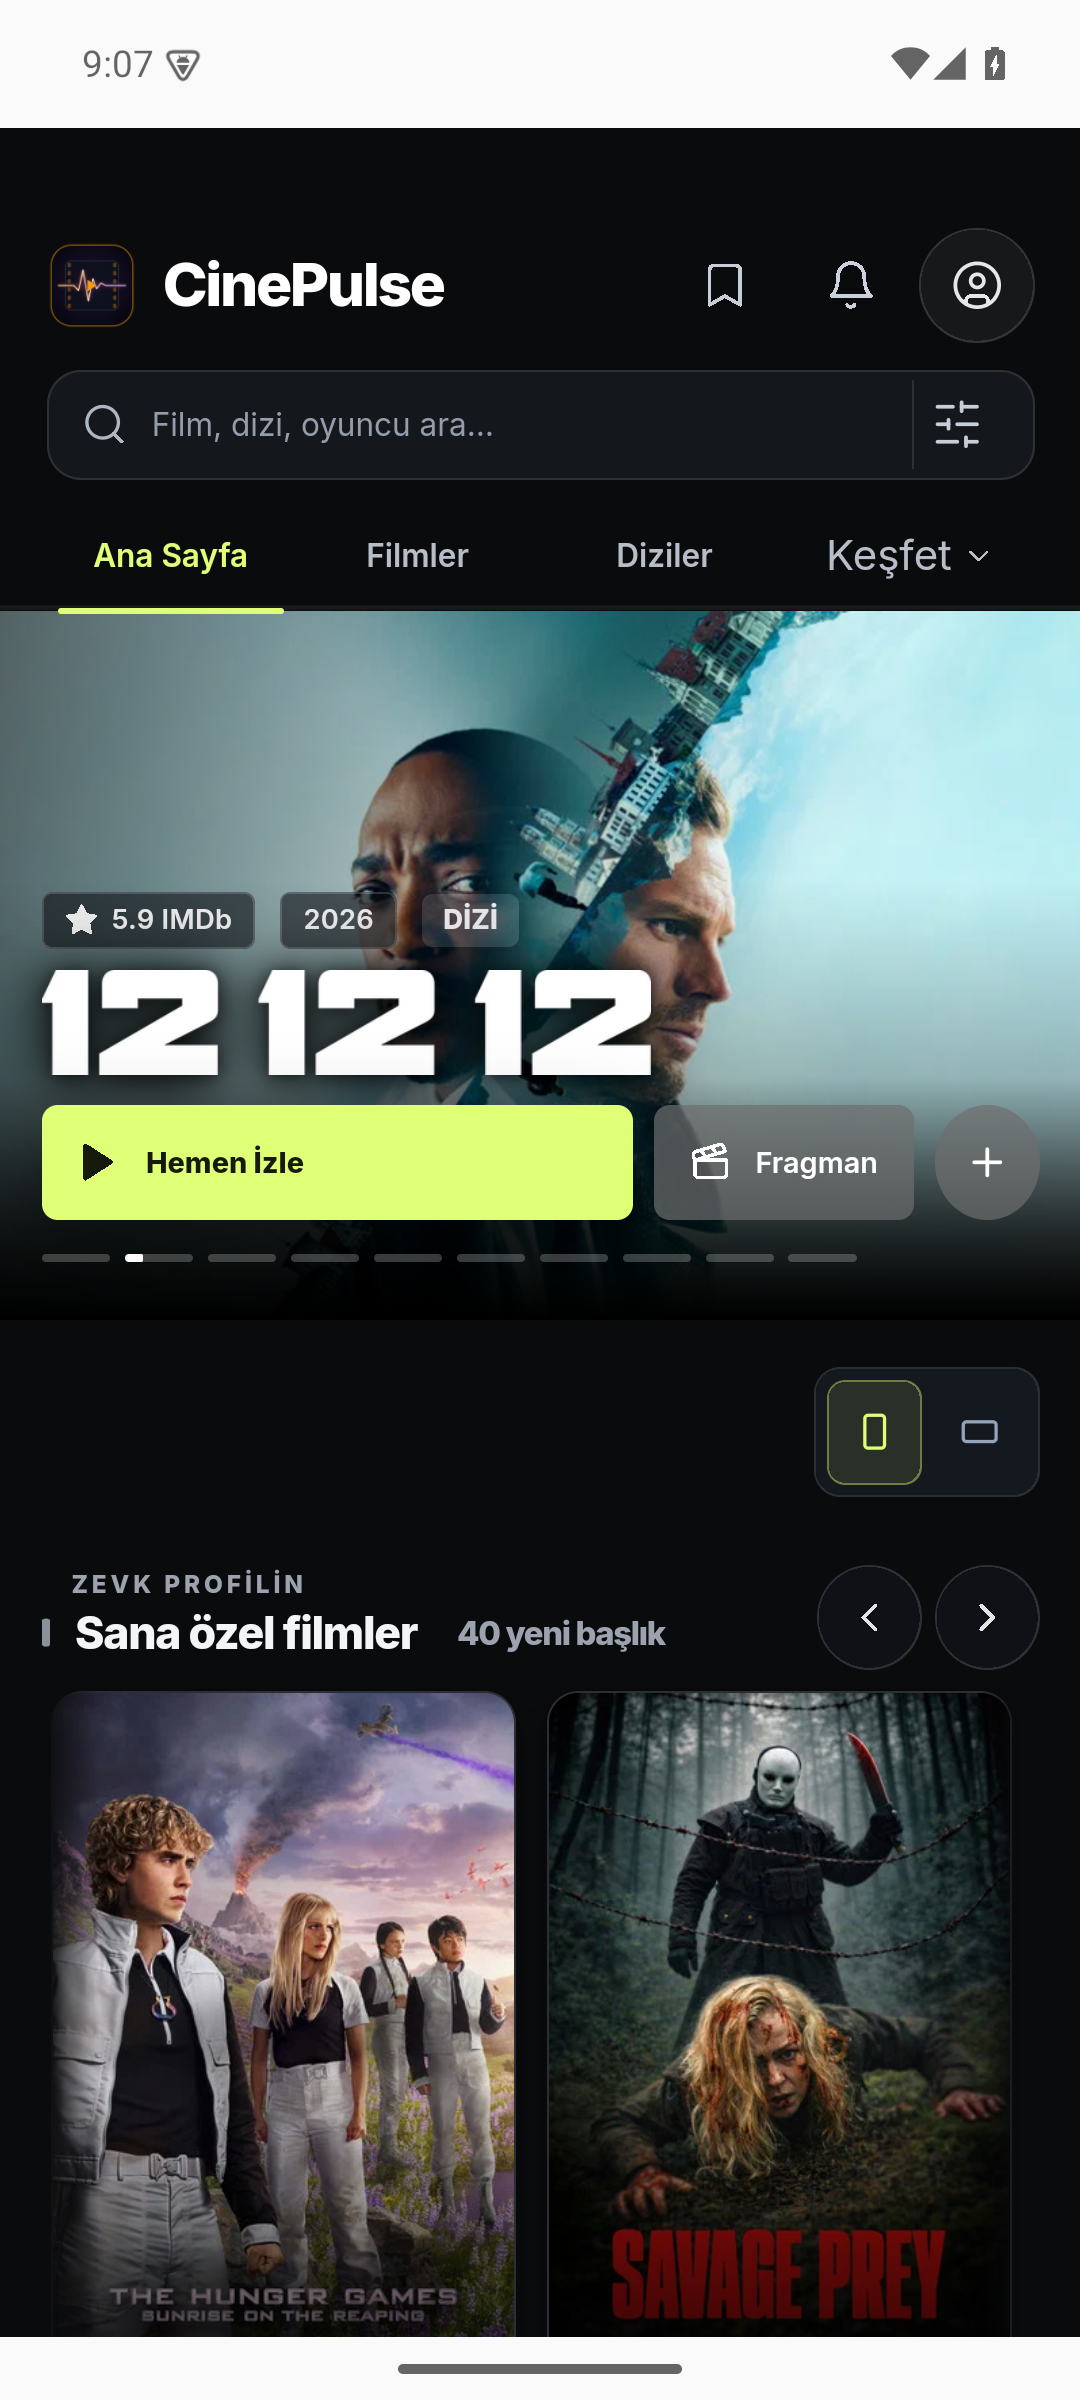 9:07
CinePulse
Film, dizi, oyuncu ara...
Ana Sayfa Filmler Diziler Keşfet
5.9 IMDb 2026 DİZİ
12 12 12
Hemen İzle Fragman
ZEVK PROFİLİN
Sana özel filmler 40 yeni başlık
THE HUNGER GAMES
SUNRISE ON THE REAPING
SAVAGE PREY